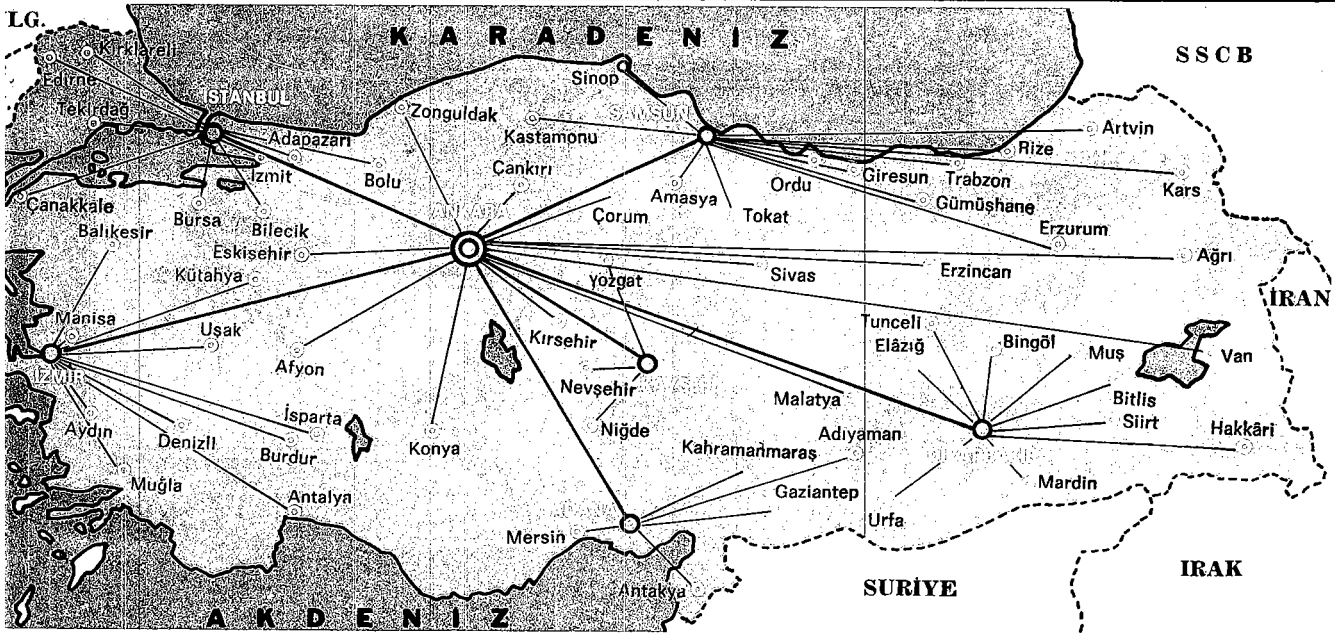 LG.
KARADENİZ
SSCB
Kırklareli
Edirne
Tekirdağ
İSTANBUL
Sinop
Zonguldak
SAMSUN
Kastamonu
Artvin
Adapazarı
Rize
İzmit
Bolu
Çankırı
Ordu
Giresun
Trabzon
Kars
Çanakkale
Bursa
Bilecik
ANKARA
Çorum
Amasya
Tokat
Gümüşhane
Balıkesir
Eskişehir
Erzurum
Kütahya
Yozgat
Sivas
Erzincan
Ağrı
İRAN
Manisa
Uşak
Kırsehir
Tunceli
Elâzığ
Bingöl
Muş
Van
Afyon
İZMİR
Nevşehir
Malatya
Bitlis
Siirt
Hakkâri
Aydın
Denizli
İsparta
Burdur
Konya
Niğde
Adıyaman
Kahramanmaraş
Muğla
Antalya
Gaziantep
Mardin
Urfa
Mersin
Antakya
SURİYE
IRAK
AKDENİZ